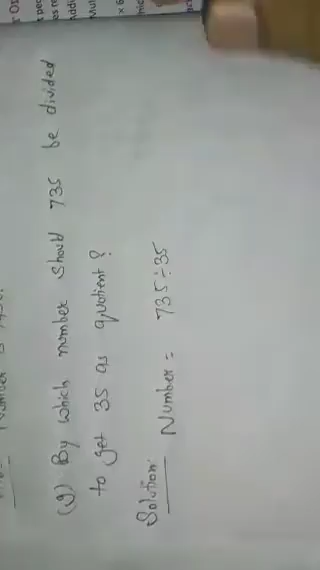 (g) By which number should 735 be divided
to get 35 as quotient?
Solution:
Number = 735÷35